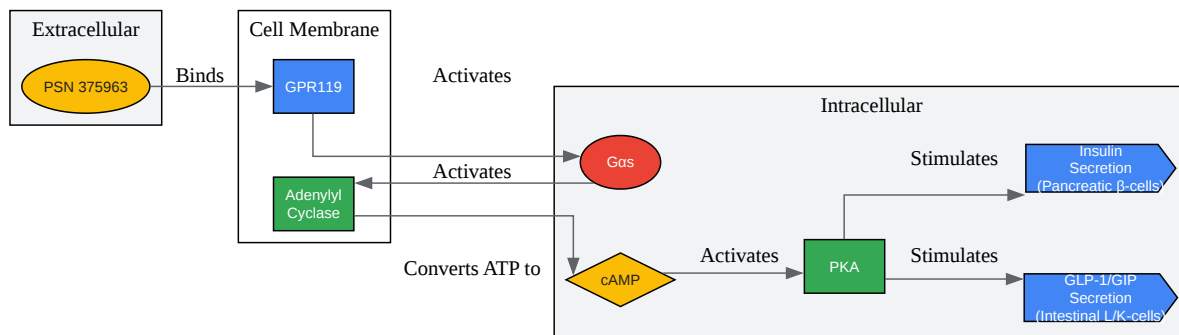 Extracellular
PSN 375963
Binds
Cell Membrane
GPR119
Activates
Intracellular
Gαs
Activates
Adenylyl
Cyclase
Converts ATP to
cAMP
Activates
PKA
Stimulates
Insulin
Secretion
(Pancreatic β-cells)
Stimulates
GLP-1/GIP
Secretion
(Intestinal L/K-cells)